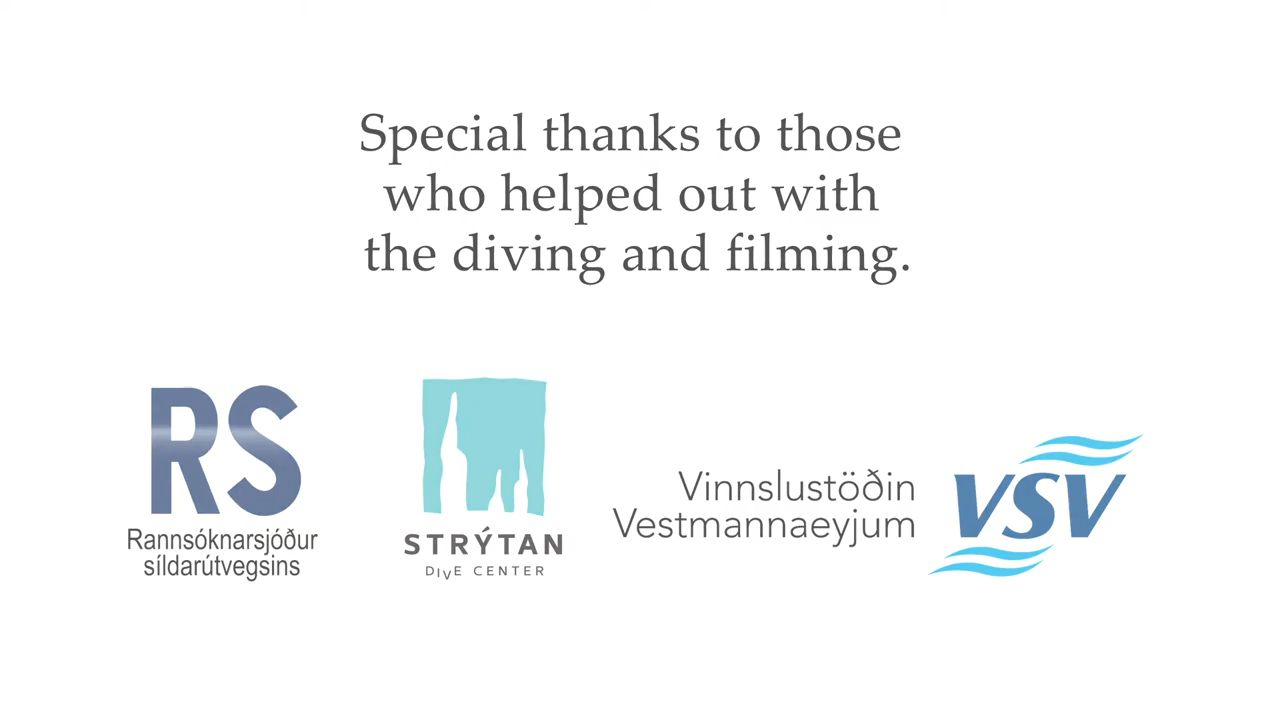 Special thanks to those
who helped out with
the diving and filming.
RS
Rannsóknarsjóður
síldarútvegsins
STRÝTAN
DIVE CENTER
Vinnslustöðin
Vestmannaeyjum
VSV